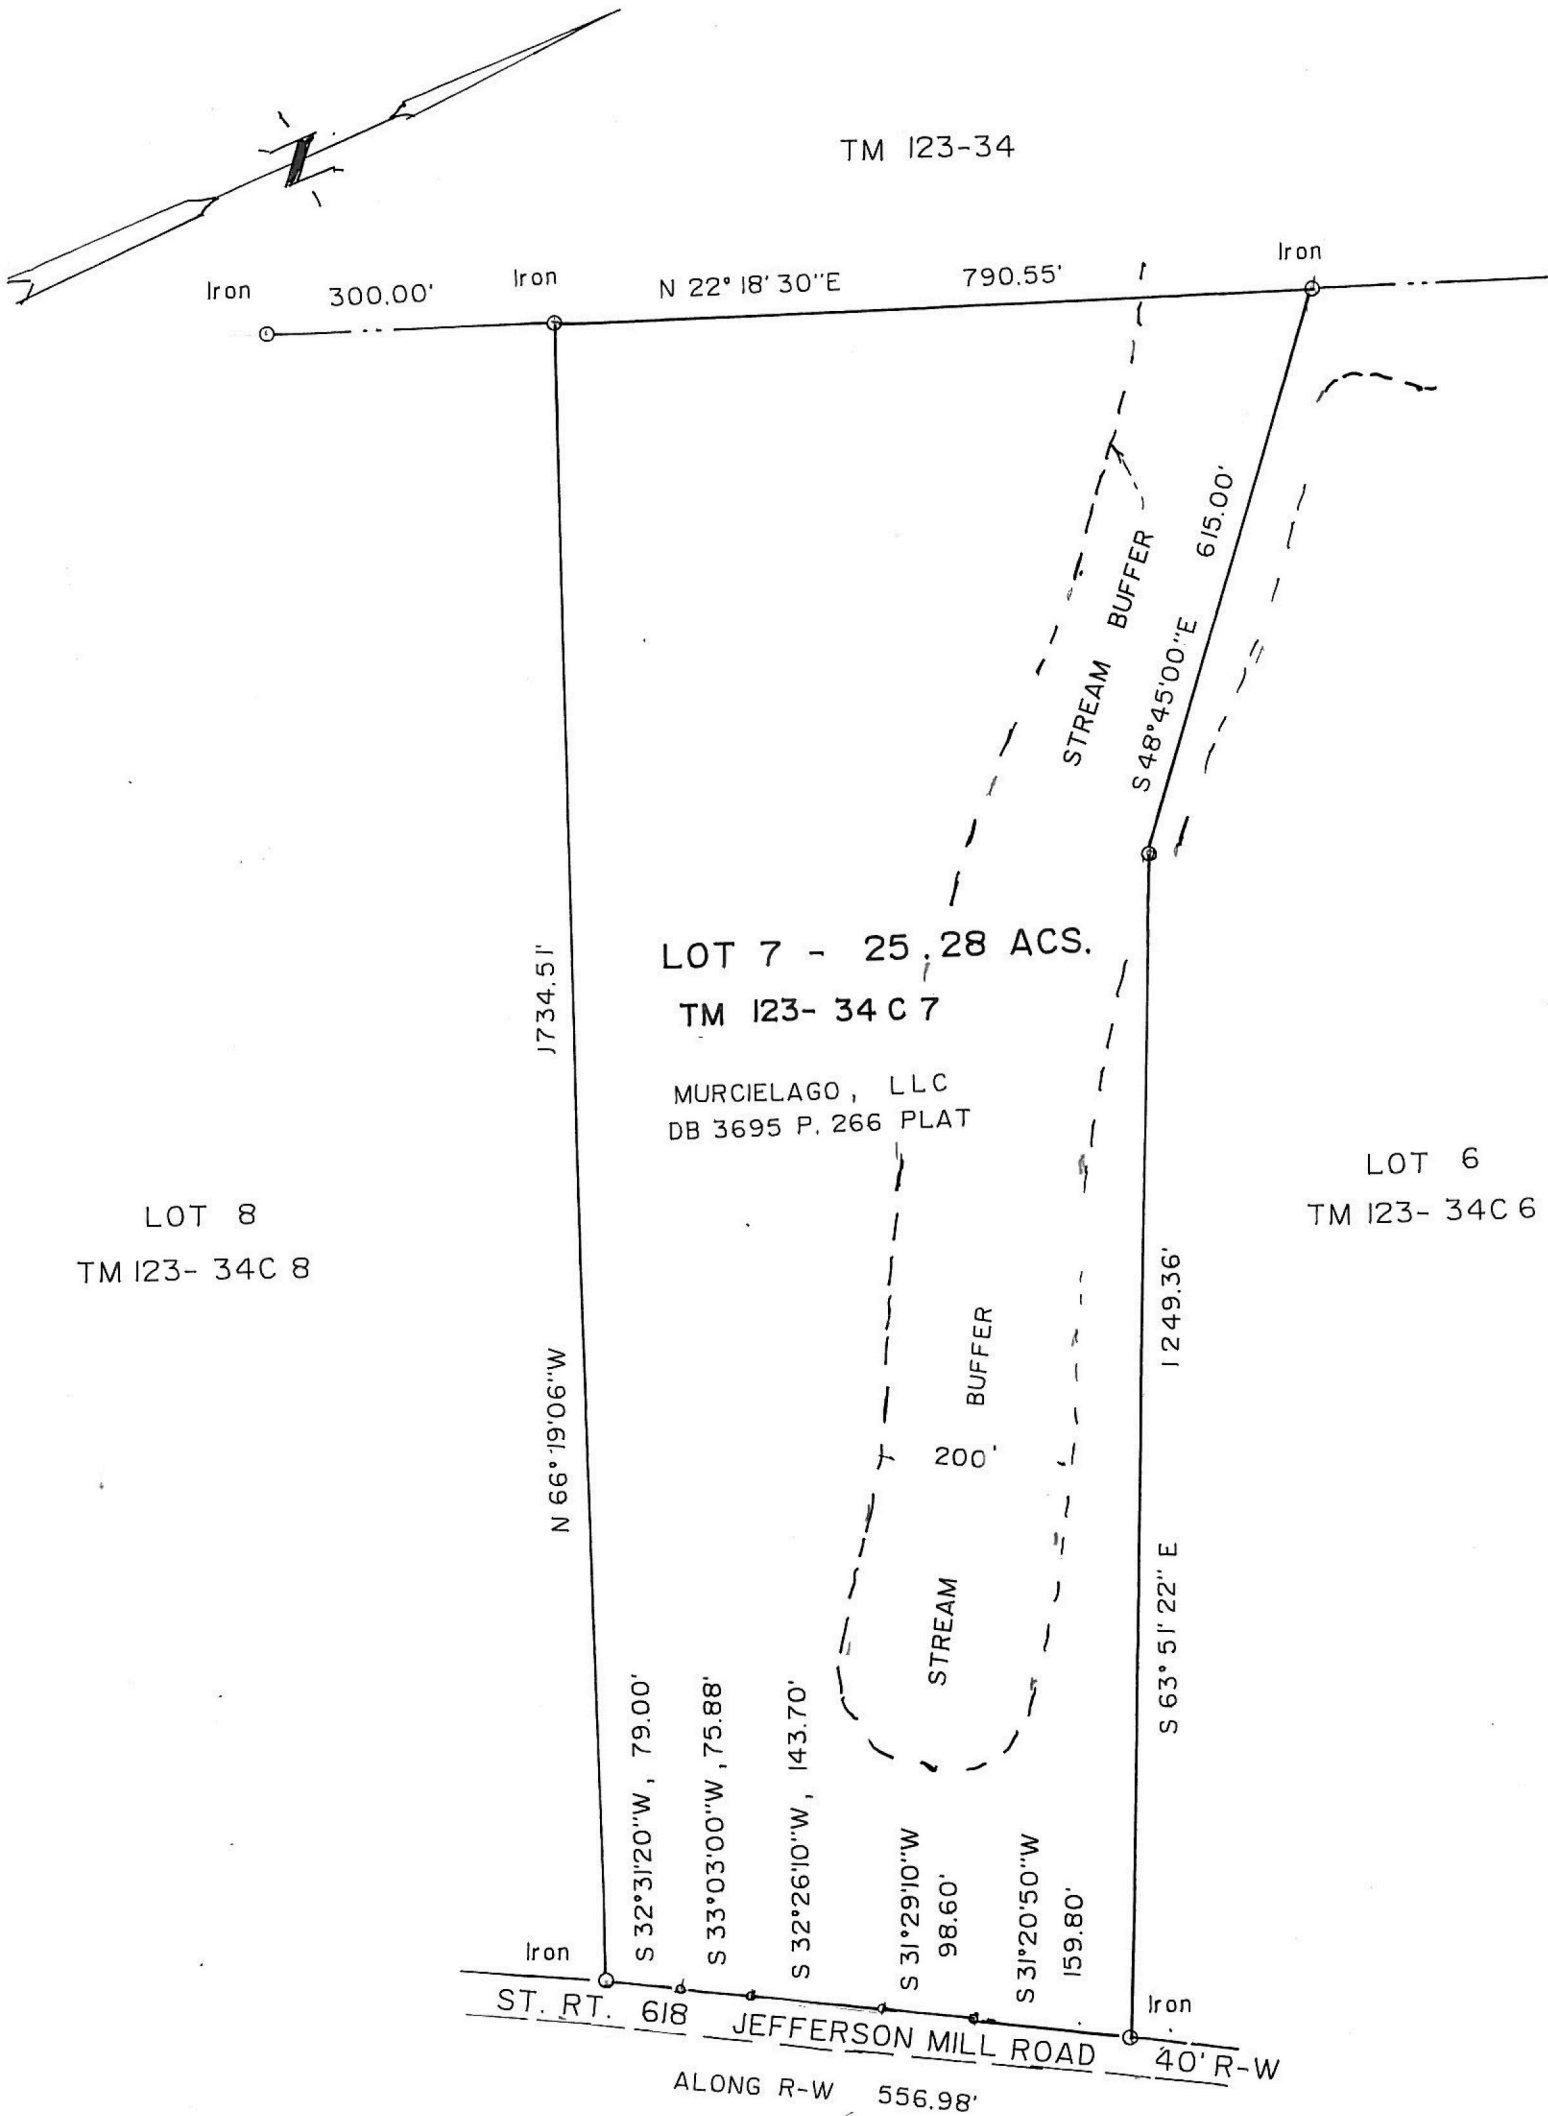 TM 123-34
Iron
300.00'
Iron
N 22° 18' 30"E
790.55'
Iron
S 48°45'00"E 615.00'
STREAM BUFFER
LOT 7 - 25.28 ACS.
TM 123- 34 C 7
MURCIELAGO, LLC
DB 3695 P. 266 PLAT
1734.51'
N 66°19'06"W
LOT 8
TM 123- 34C 8
LOT 6
TM 123- 34C 6
1249.36'
S 63° 51' 22" E
STREAM BUFFER
200'
S 32°31'20"W, 79.00'
S 33°03'00"W, 75.88'
S 32°26'10"W, 143.70'
S 31°29'10"W
98.60'
S 31°20'50"W
159.80'
Iron
Iron
ST. RT. 618 JEFFERSON MILL ROAD 40' R-W
ALONG R-W 556.98'